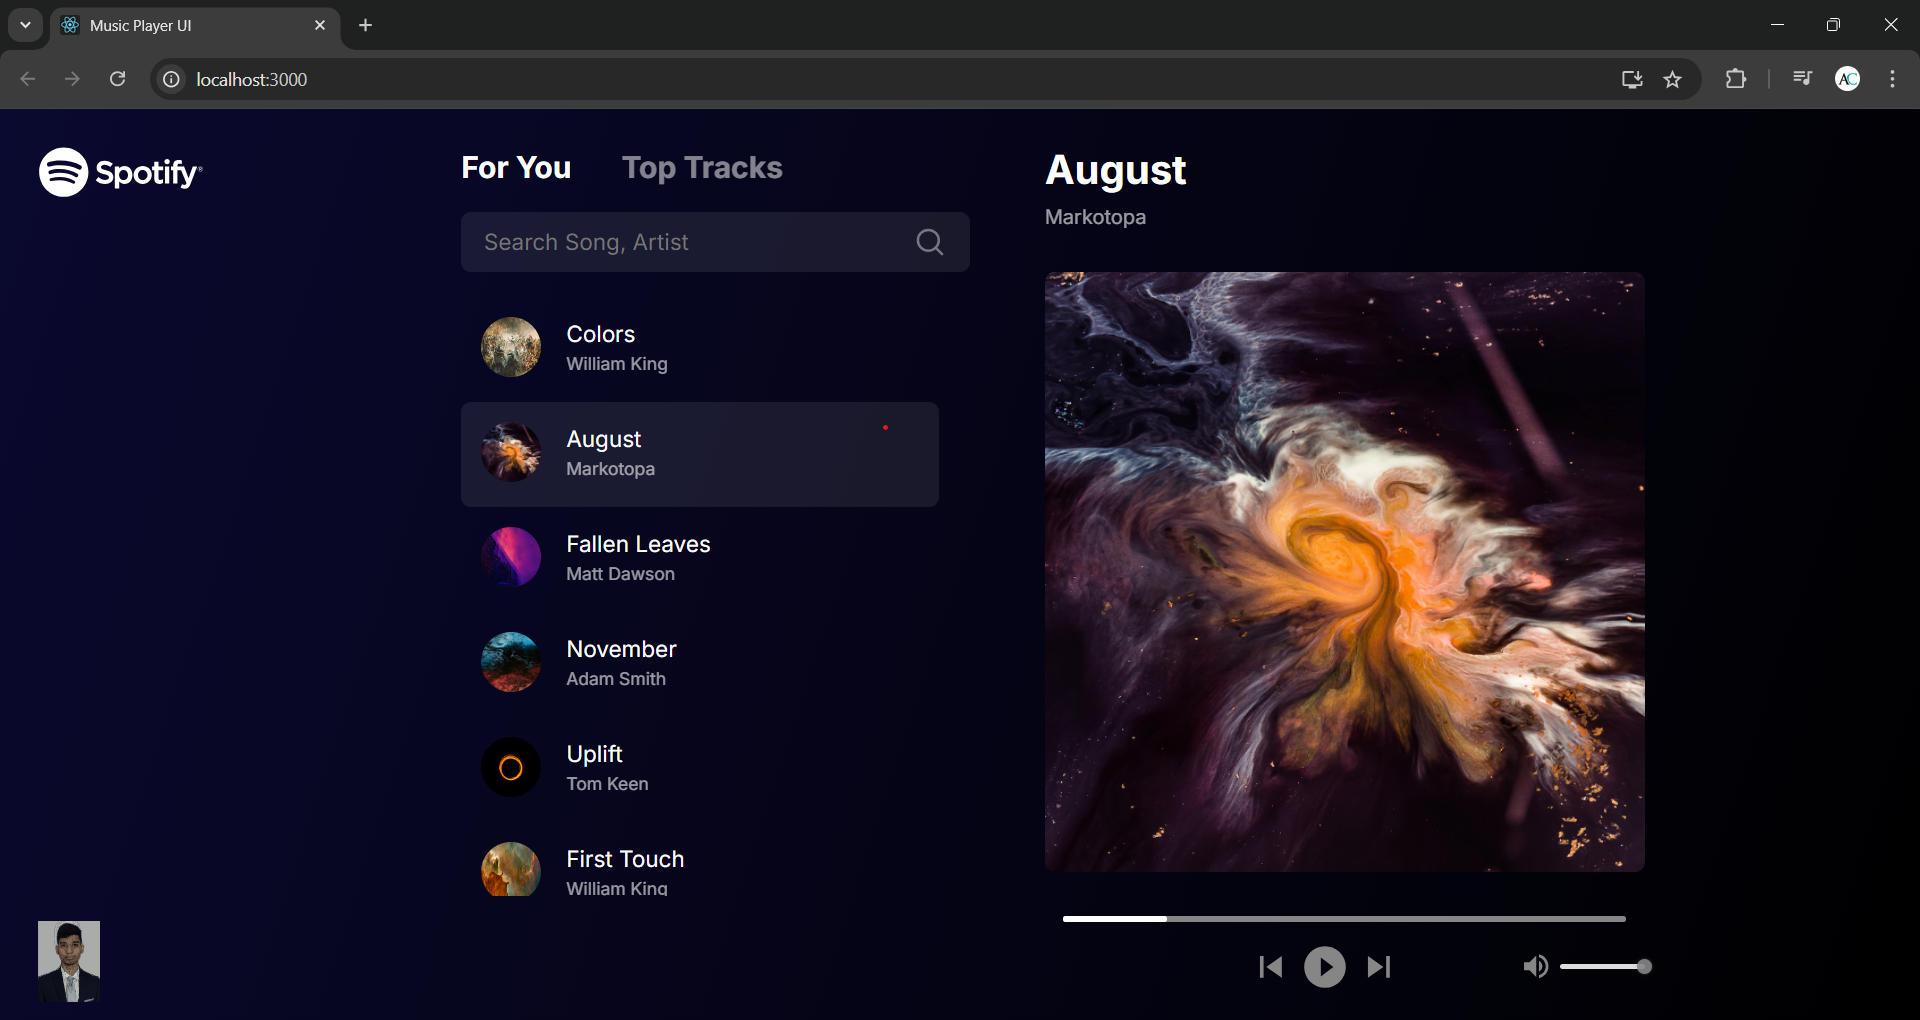 Music Player UI
localhost:3000
AC
Spotify®
For You
Top Tracks
Search Song, Artist
Colors
William King
August
Markotopa
Fallen Leaves
Matt Dawson
November
Adam Smith
Uplift
Tom Keen
First Touch
William King
August
Markotopa